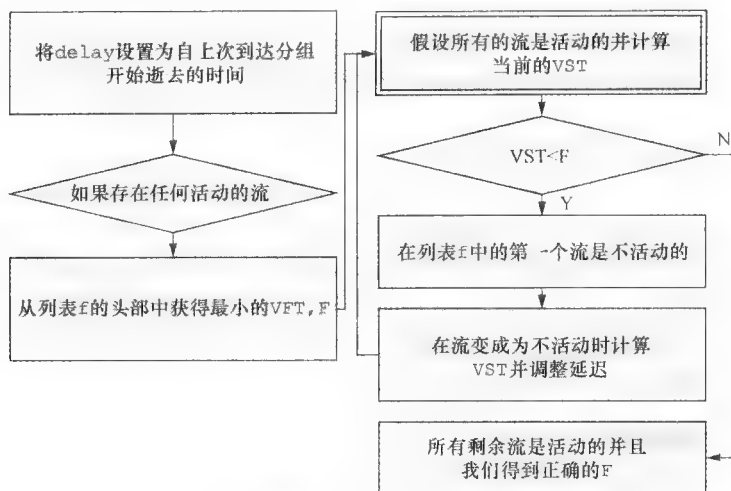 将delay设置为自上次到达分组
开始逝去的时间
如果存在任何活动的流
从列表f的头部中获得最小的VFT,F
假设所有的流是活动的并计算
当前的VST
VST<F
N
Y
在列表f中的第一个流是不活动的
在流变成为不活动时计算
VST并调整延迟
所有剩余流是活动的并且
我们得到正确的F